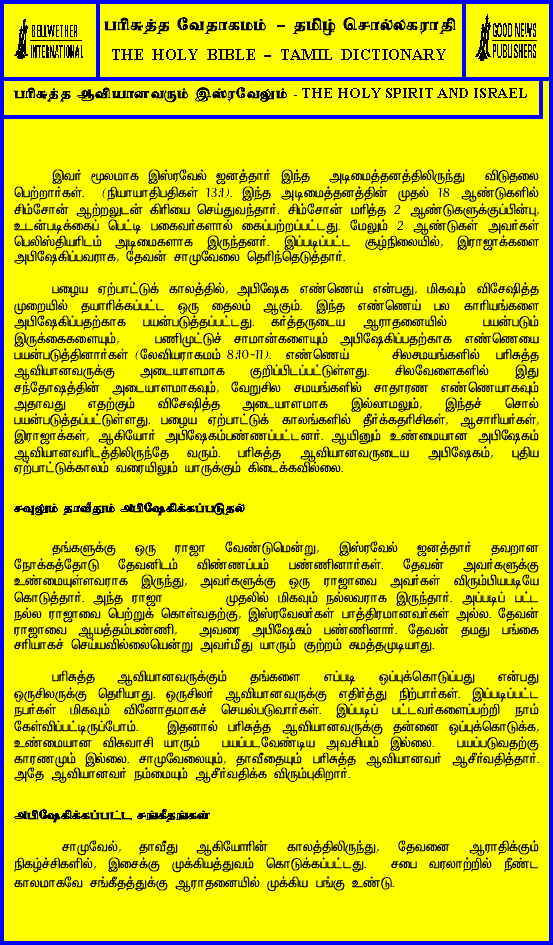 BELLWETHER
INTERNATIONAL
பரிசுத்த வேதாகமம் – தமிழ் சொல்லகராதி
THE HOLY BIBLE – TAMIL DICTIONARY
GOOD NEWS
PUBLISHERS
பரிசுத்த ஆவியானவரும் இஸ்ரவேலும் - THE HOLY SPIRIT AND ISRAEL
இவர் மூலமாக இஸ்ரவேல் ஜனத்தார் இந்த அடிமைத்தனத்திலிருந்து விடுதலை
பெற்றார்கள். (நியாயாதிபதிகள் 13:1). இந்த அடிமைத்தனத்தின் முதல் 18 ஆண்டுகளில்
சிம்சோன் ஆற்றலுடன் கிரியை செய்துவந்தார். சிம்சோன் மரித்த 2 ஆண்டுகளுக்குப்பின்பு,
உடன்படிக்கைப் பெட்டி பகைவர்களால் கைப்பற்றப்பட்டது. மேலும் 2 ஆண்டுகள் அவர்கள்
பெலிஸ்தியரிடம் அடிமைகளாக இருந்தனர். இப்படிப்பட்ட சூழ்நிலையில், இராஜாக்களை
அபிஷேகிப்பவராக, தேவன் சாமுவேலை தெரிந்தெடுத்தார்.
பழைய ஏற்பாட்டுக் காலத்தில், அபிஷேக எண்ணெய் என்பது, மிகவும் விசேஷித்த
முறையில் தயாரிக்கப்பட்ட ஒரு தைலம் ஆகும். இந்த எண்ணெய் பல காரியங்களை
அபிஷேகிப்பதற்காக பயன்படுத்தப்பட்டது. கர்த்தருடைய ஆராதனையில் பயன்படும்
இருக்கைகளையும், பணிமுட்டுச் சாமான்களையும் அபிஷேகிப்பதற்காக எண்ணெயை
பயன்படுத்தினார்கள் (லேவியராகமம் 8:10-11). எண்ணெய் சிலசமயங்களில் பரிசுத்த
ஆவியானவருக்கு அடையாளமாக குறிப்பிடப்பட்டுள்ளது. சிலவேளைகளில் இது
சந்தோஷத்தின் அடையாளமாகவும், வேறுசில சமயங்களில் சாதாரண எண்ணெயாகவும்
அதாவது எதற்கும் விசேஷித்த அடையாளமாக இல்லாமலும், இந்தச் சொல்
பயன்படுத்தப்பட்டுள்ளது. பழைய ஏற்பாட்டுக் காலங்களில் தீர்க்கதரிசிகள், ஆசாரியர்கள்,
இராஜாக்கள், ஆகியோர் அபிஷேகம்பண்ணப்பட்டனர். ஆயினும் உண்மையான அபிஷேகம்
ஆவியானவரிடத்திலிருந்தே வரும். பரிசுத்த ஆவியானவருடைய அபிஷேகம், புதிய
ஏற்பாட்டுக்காலம் வரையிலும் யாருக்கும் கிடைக்கவில்லை.
சவுலும் தாவீதும் அபிஷேகிக்கப்படுதல்
தங்களுக்கு ஒரு ராஜா வேண்டுமென்று, இஸ்ரவேல் ஜனத்தார் தவறான
நோக்கத்தோடு தேவனிடம் விண்ணப்பம் பண்ணினார்கள். தேவன் அவர்களுக்கு
உண்மையுள்ளவராக இருந்து, அவர்களுக்கு ஒரு ராஜாவை அவர்கள் விரும்பியபடியே
கொடுத்தார். அந்த ராஜா முதலில் மிகவும் நல்லவராக இருந்தார். அப்படிப் பட்ட
நல்ல ராஜாவை பெற்றுக் கொள்வதற்கு, இஸ்ரவேலர்கள் பாத்திரமானவர்கள் அல்ல. தேவன்
ராஜாவை ஆயத்தம்பண்ணி, அவரை அபிஷேகம் பண்ணினார். தேவன் தமது பங்கை
சரியாகச் செய்யவில்லையென்று அவர்மீது யாரும் குற்றம் சுமத்தமுடியாது.
பரிசுத்த ஆவியானவருக்கும் தங்களை எப்படி ஒப்புக்கொடுப்பது என்பது
ஒருசிலருக்கு தெரியாது. ஒருசிலர் ஆவியானவருக்கு எதிர்த்து நிற்பார்கள். இப்படிப்பட்ட
நபர்கள் மிகவும் வினோதமாகச் செயல்படுவார்கள். இப்படிப் பட்டவர்களைப்பற்றி நாம்
கேள்விப்பட்டிருப்போம். இதனால் பரிசுத்த ஆவியானவருக்கு தன்னை ஒப்புக்கொடுக்க,
உண்மையான விசுவாசி யாரும் பயப்படவேண்டிய அவசியம் இல்லை. பயப்படுவதற்கு
காரணமும் இல்லை. சாமுவேலையும், தாவீதையும் பரிசுத்த ஆவியானவர் ஆசீர்வதித்தார்.
அதே ஆவியானவர் நம்மையும் ஆசீர்வதிக்க விரும்புகிறார்.
அபிஷேகிக்கப்பட்ட சங்கீதங்கள்
சாமுவேல், தாவீது ஆகியோரின் காலத்திலிருந்து, தேவனை ஆராதிக்கும்
நிகழ்ச்சிகளில், இசைக்கு முக்கியத்துவம் கொடுக்கப்பட்டது. சபை வரலாற்றில் நீண்ட
காலமாகவே சங்கீதத்துக்கு ஆராதனையில் முக்கிய பங்கு உண்டு.